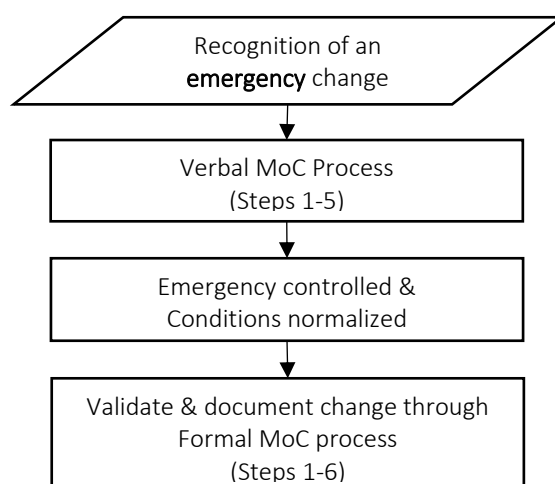 Recognition of an
emergency change
Verbal MoC Process
(Steps 1-5)
Emergency controlled &
Conditions normalized
Validate & document change through
Formal MoC process
(Steps 1-6)